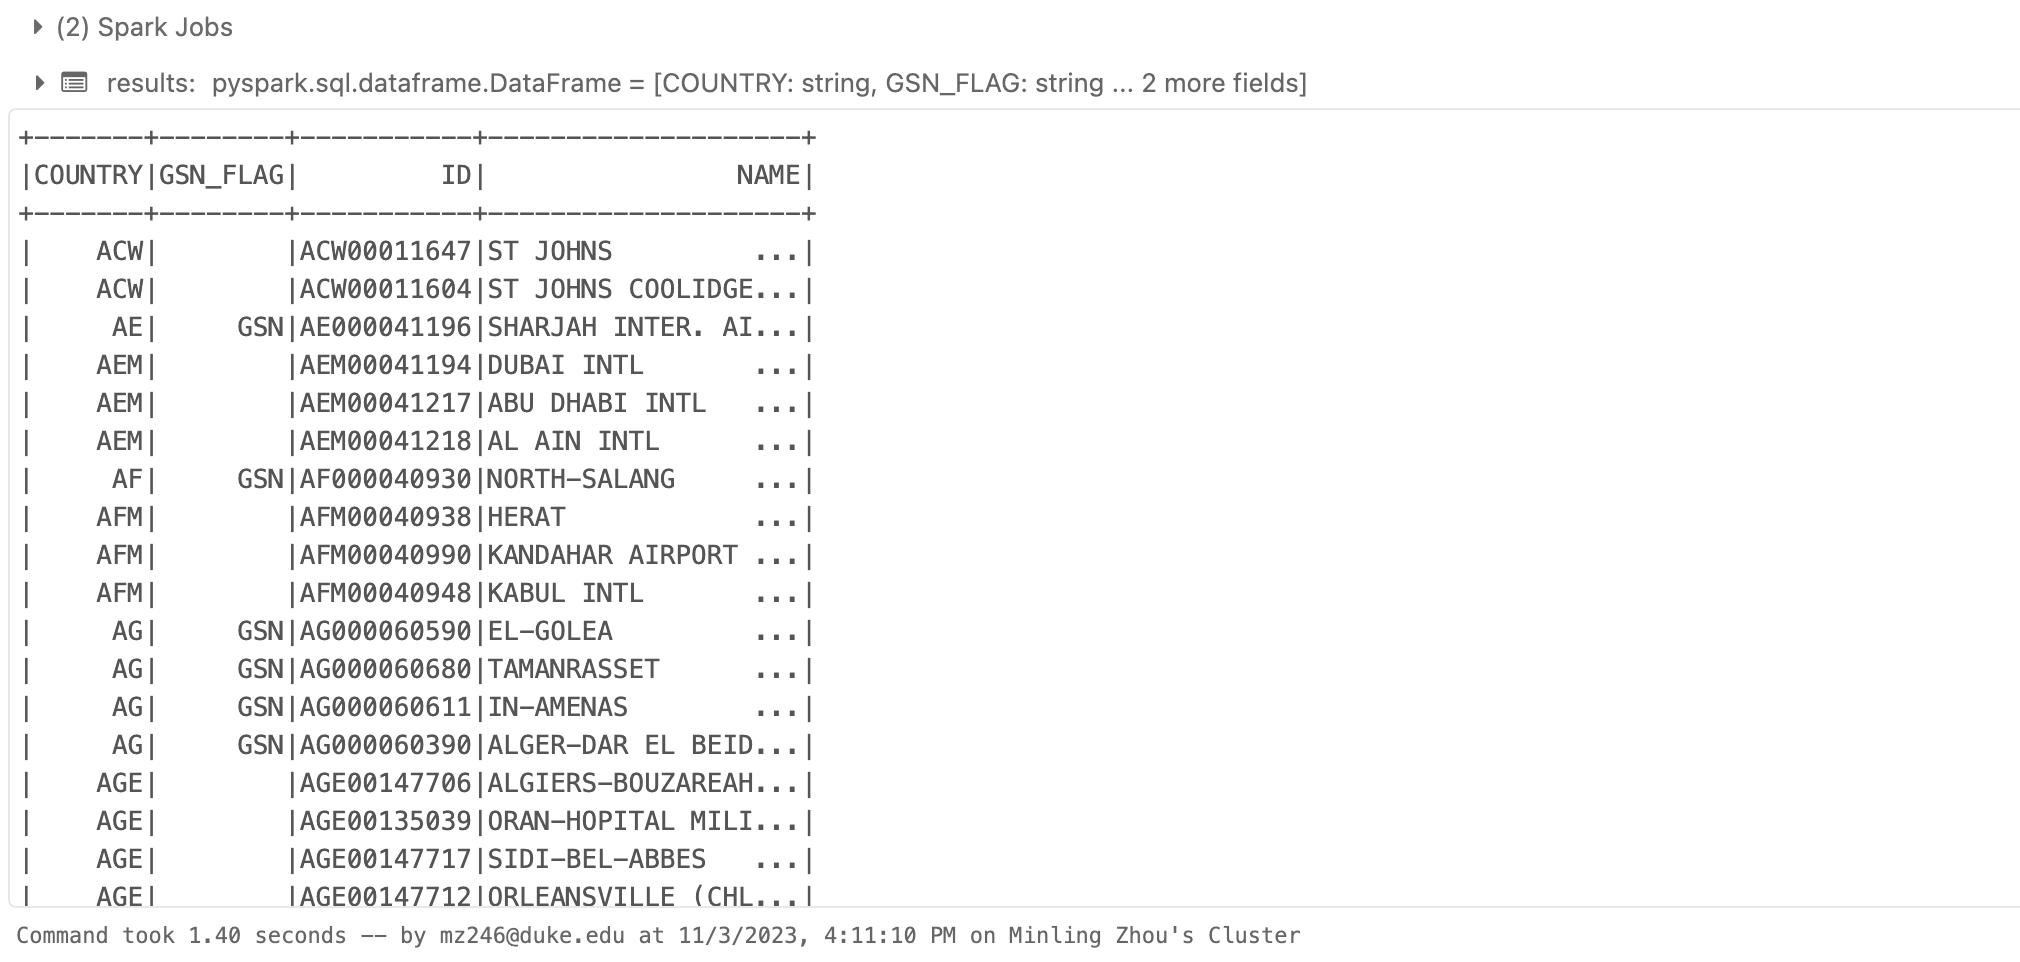 (2) Spark Jobs
results: pyspark.sql.dataframe.DataFrame = [COUNTRY: string, GSN_FLAG: string ... 2 more fields]
+-------+--------+-----------+--------------------+
|COUNTRY|GSN_FLAG|         ID|                NAME|
+-------+--------+-----------+--------------------+
|    ACW|        |ACW00011647|ST JOHNS         ...|
|    ACW|        |ACW00011604|ST JOHNS COOLIDGE...|
|     AE|     GSN|AE000041196|SHARJAH INTER. AI...|
|    AEM|        |AEM00041194|DUBAI INTL       ...|
|    AEM|        |AEM00041217|ABU DHABI INTL   ...|
|    AEM|        |AEM00041218|AL AIN INTL      ...|
|     AF|     GSN|AF000040930|NORTH-SALANG     ...|
|    AFM|        |AFM00040938|HERAT            ...|
|    AFM|        |AFM00040990|KANDAHAR AIRPORT ...|
|    AFM|        |AFM00040948|KABUL INTL       ...|
|     AG|     GSN|AG000060590|EL-GOLEA         ...|
|     AG|     GSN|AG000060680|TAMANRASSET      ...|
|     AG|     GSN|AG000060611|IN-AMENAS        ...|
|     AG|     GSN|AG000060390|ALGER-DAR EL BEID...|
|    AGE|        |AGE00147706|ALGIERS-BOUZAREAH...|
|    AGE|        |AGE00135039|ORAN-HOPITAL MILI...|
|    AGE|        |AGE00147717|SIDI-BEL-ABBES   ...|
|    AGE|        |AGE00147712|ORLEANSVILLE (CHL...|
Command took 1.40 seconds -- by mz246@duke.edu at 11/3/2023, 4:11:10 PM on Minling Zhou's Cluster